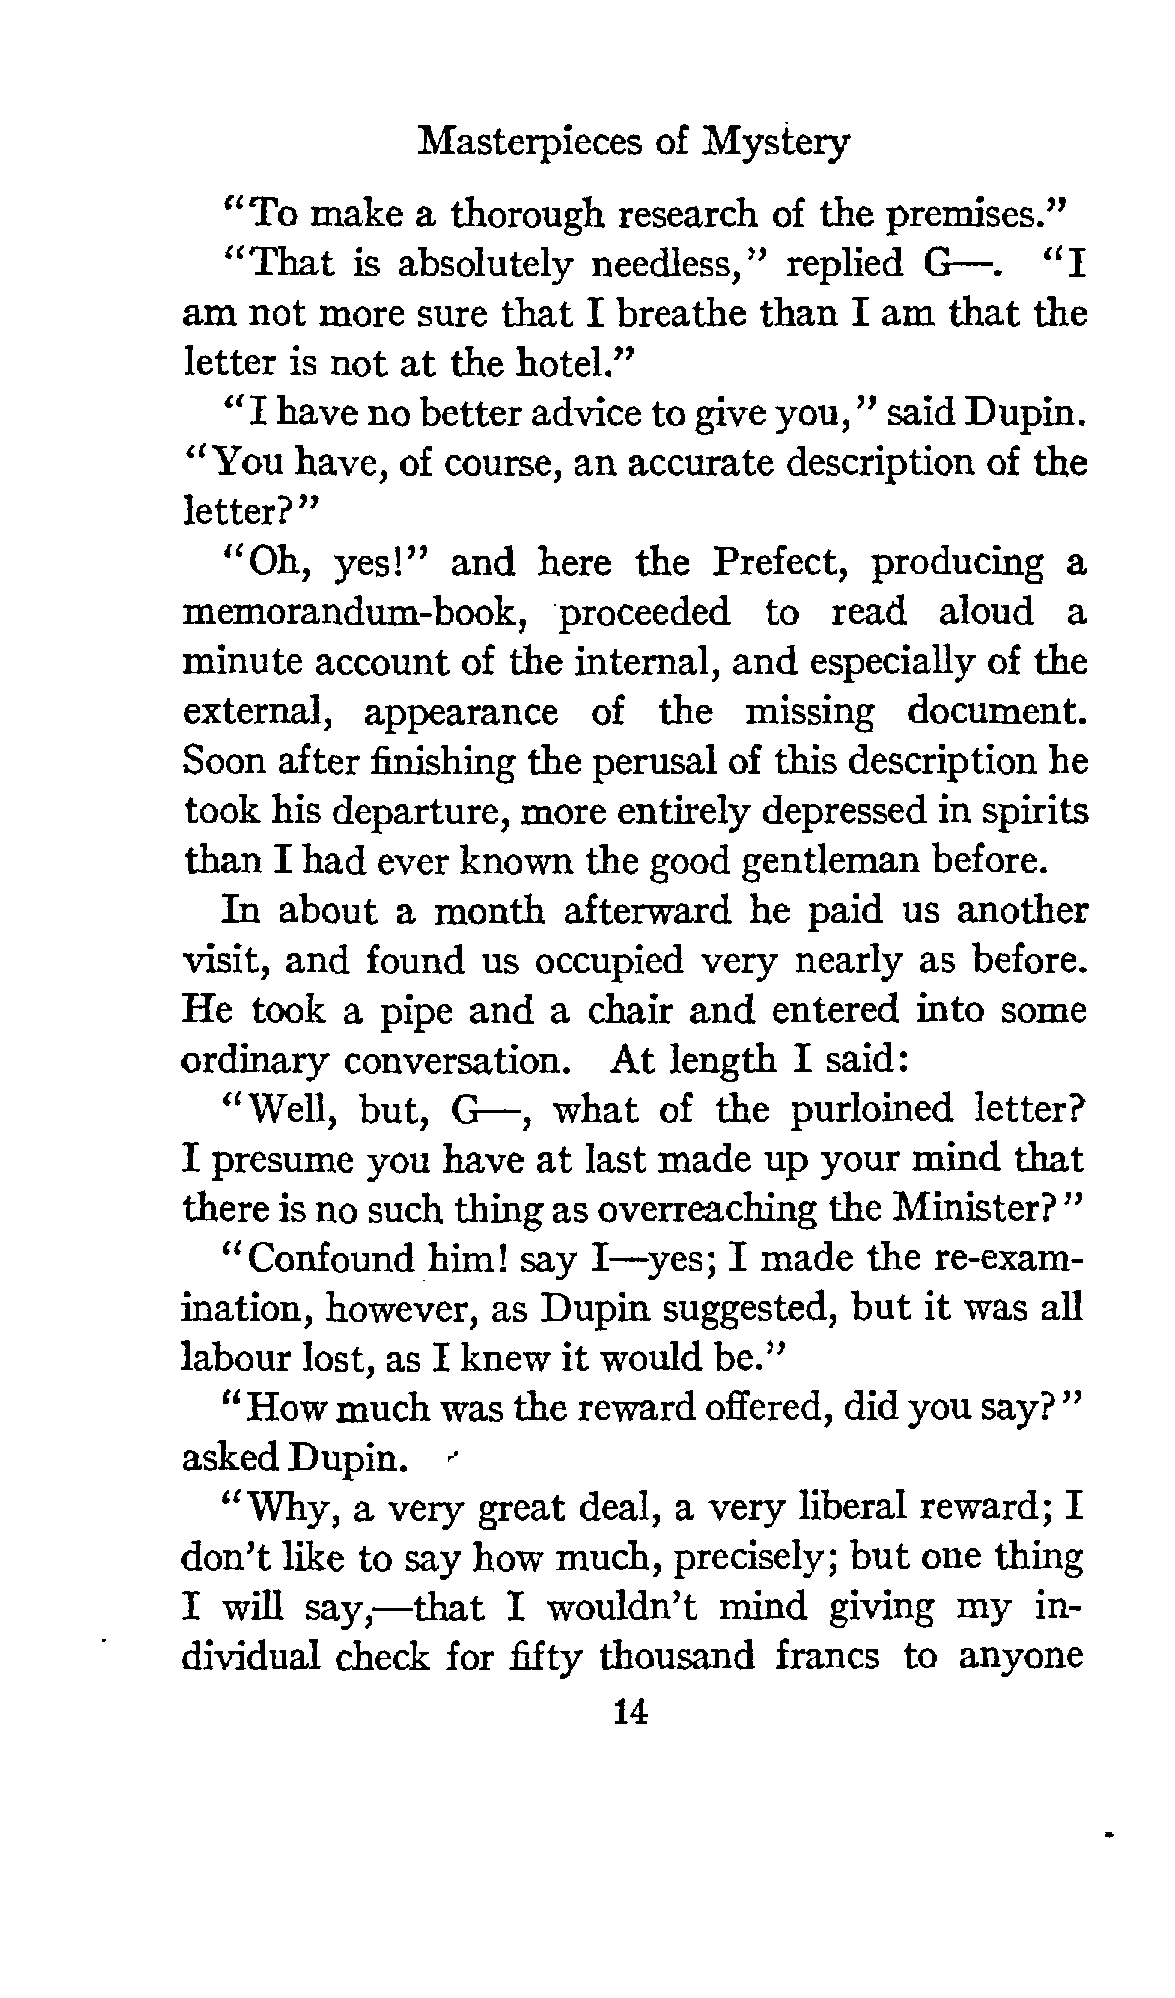 Masterpieces of Mystery
“To make a thorough research of the premises.”
“That is absolutely needless,” replied G—. “I
am not more sure that I breathe than I am that the
letter is not at the hotel.”
“I have no better advice to give you,” said Dupin.
“You have, of course, an accurate description of the
letter?”
“Oh, yes!” and here the Prefect, producing a
memorandum-book, proceeded to read aloud a
minute account of the internal, and especially of the
external, appearance of the missing document.
Soon after finishing the perusal of this description he
took his departure, more entirely depressed in spirits
than I had ever known the good gentleman before.
In about a month afterward he paid us another
visit, and found us occupied very nearly as before.
He took a pipe and a chair and entered into some
ordinary conversation. At length I said:
“Well, but, G—, what of the purloined letter?
I presume you have at last made up your mind that
there is no such thing as overreaching the Minister?”
“Confound him! say I—yes; I made the re-exam-
ination, however, as Dupin suggested, but it was all
labour lost, as I knew it would be.”
“How much was the reward offered, did you say?”
asked Dupin.
“Why, a very great deal, a very liberal reward; I
don’t like to say how much, precisely; but one thing
I will say,—that I wouldn’t mind giving my in-
dividual check for fifty thousand francs to anyone
14